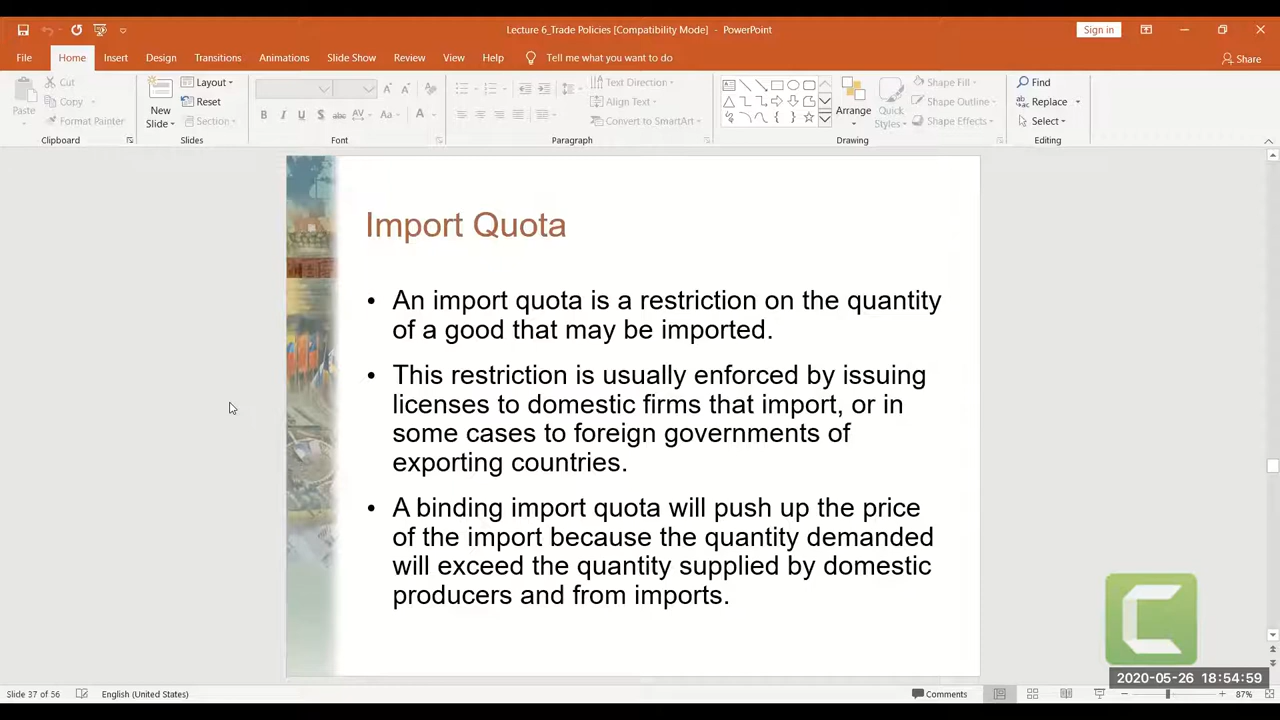 Lecture 6_Trade Policies [Compatibility Mode] - PowerPoint
Sign in
File Home Insert Design Transitions Animations Slide Show Review View Help Tell me what you want to do
Share
Paste
Cut
Copy
Format Painter
Clipboard
New
Slide
Layout
Reset
Section
Slides
B I U S abc AV Aa A
Font
Text Direction
Align Text
Convert to SmartArt
Paragraph
Arrange
Quick
Styles
Shape Fill
Shape Outline
Shape Effects
Drawing
Find
Replace
Select
Editing
Import Quota
• An import quota is a restriction on the quantity
of a good that may be imported.
• This restriction is usually enforced by issuing
licenses to domestic firms that import, or in
some cases to foreign governments of
exporting countries.
• A binding import quota will push up the price
of the import because the quantity demanded
will exceed the quantity supplied by domestic
producers and from imports.
2020-05-26 18:54:59
Slide 37 of 56
English (United States)
Comments
87%